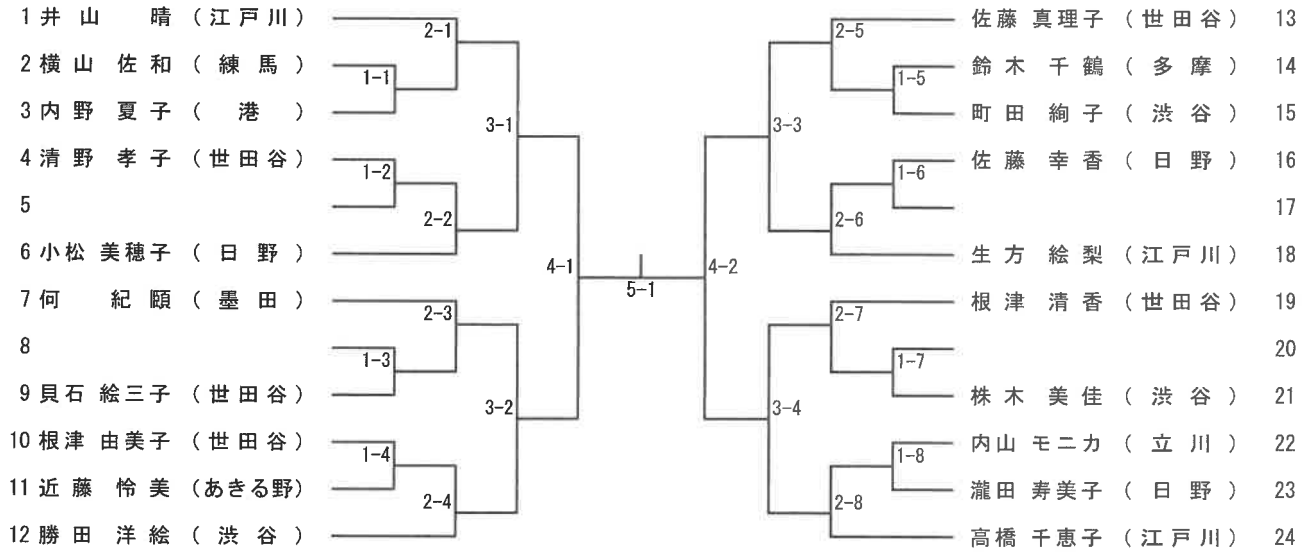 1 井山 晴 (江戸川)
2-1
2 横山 佐和 (練馬)
1-1
3 内野 夏子 (港)
3-1
4 清野 孝子 (世田谷)
1-2
5
2-2
6 小松 美穂子 (日野)
4-1
7 何 紀頤 (墨田)
2-3
8
1-3
9 貝石 絵三子 (世田谷)
3-2
10 根津 由美子 (世田谷)
1-4
11 近藤 怜美 (あきる野)
2-4
12 勝田 洋絵 (渋谷)
5-1
佐藤 真理子 (世田谷) 13
2-5
鈴木 千鶴 (多摩) 14
1-5
町田 絢子 (渋谷) 15
3-3
佐藤 幸香 (日野) 16
1-6
17
2-6
生方 絵梨 (江戸川) 18
4-2
根津 清香 (世田谷) 19
2-7
20
1-7
株木 美佳 (渋谷) 21
3-4
内山 モニカ (立川) 22
1-8
瀧田 寿美子 (日野) 23
2-8
高橋 千恵子 (江戸川) 24